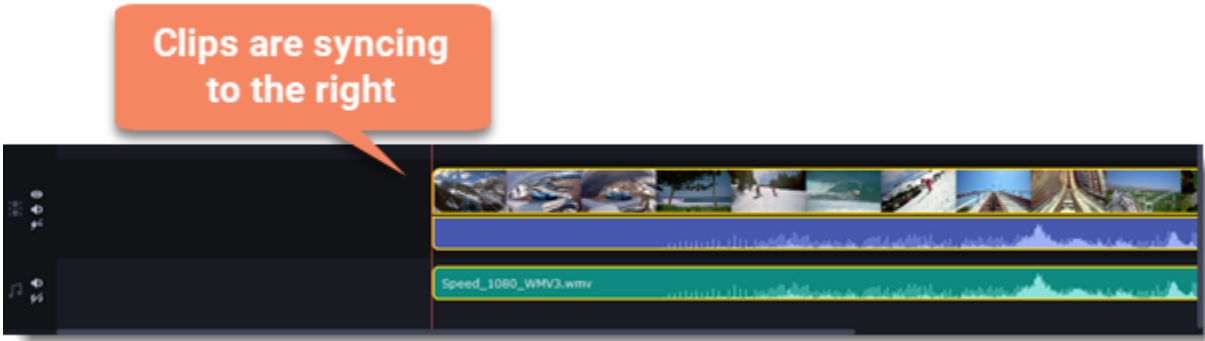 Clips are syncing
to the right
Speed_1080_WMV3.wmv